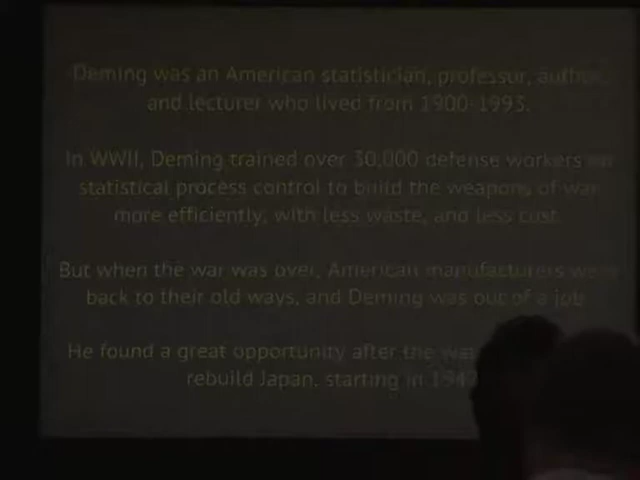 Deming was an American statistician, professor, author,
and lecturer who lived from 1900-1993.
In WWII, Deming trained over 30,000 defense workers
statistical process control to build the weapons of war
more efficiently, with less waste, and less cost.
But when the war was over, American manufacturers
back to their old ways, and Deming was out of a job.
He found a great opportunity after the war
rebuild Japan, starting in 1947